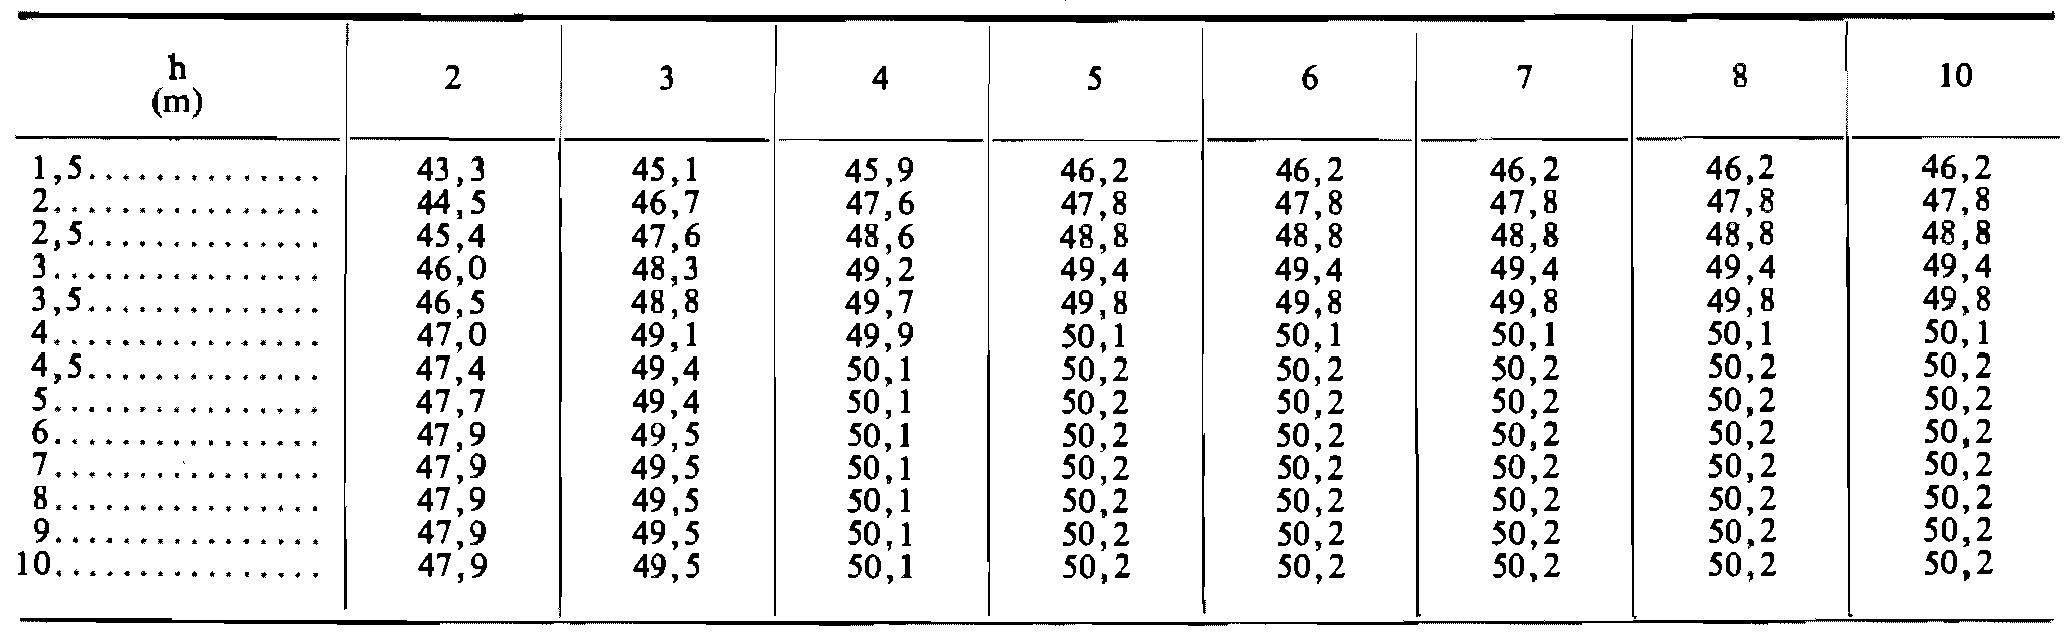 h
(m) 2 3 4 5 6 7 8 10
1,5.............. 43,3 45,1 45,9 46,2 46,2 46,2 46,2 46,2
2................ 44,5 46,7 47,6 47,8 47,8 47,8 47,8 47,8
2,5.............. 45,4 47,6 48,6 48,8 48,8 48,8 48,8 48,8
3................ 46,0 48,3 49,2 49,4 49,4 49,4 49,4 49,4
3,5.............. 46,5 48,8 49,7 49,8 49,8 49,8 49,8 49,8
4................ 47,0 49,1 49,9 50,1 50,1 50,1 50,1 50,1
4,5.............. 47,4 49,4 50,1 50,2 50,2 50,2 50,2 50,2
5................ 47,7 49,4 50,1 50,2 50,2 50,2 50,2 50,2
6................ 47,9 49,5 50,1 50,2 50,2 50,2 50,2 50,2
7................ 47,9 49,5 50,1 50,2 50,2 50,2 50,2 50,2
8................ 47,9 49,5 50,1 50,2 50,2 50,2 50,2 50,2
9................ 47,9 49,5 50,1 50,2 50,2 50,2 50,2 50,2
10................ 47,9 49,5 50,1 50,2 50,2 50,2 50,2 50,2